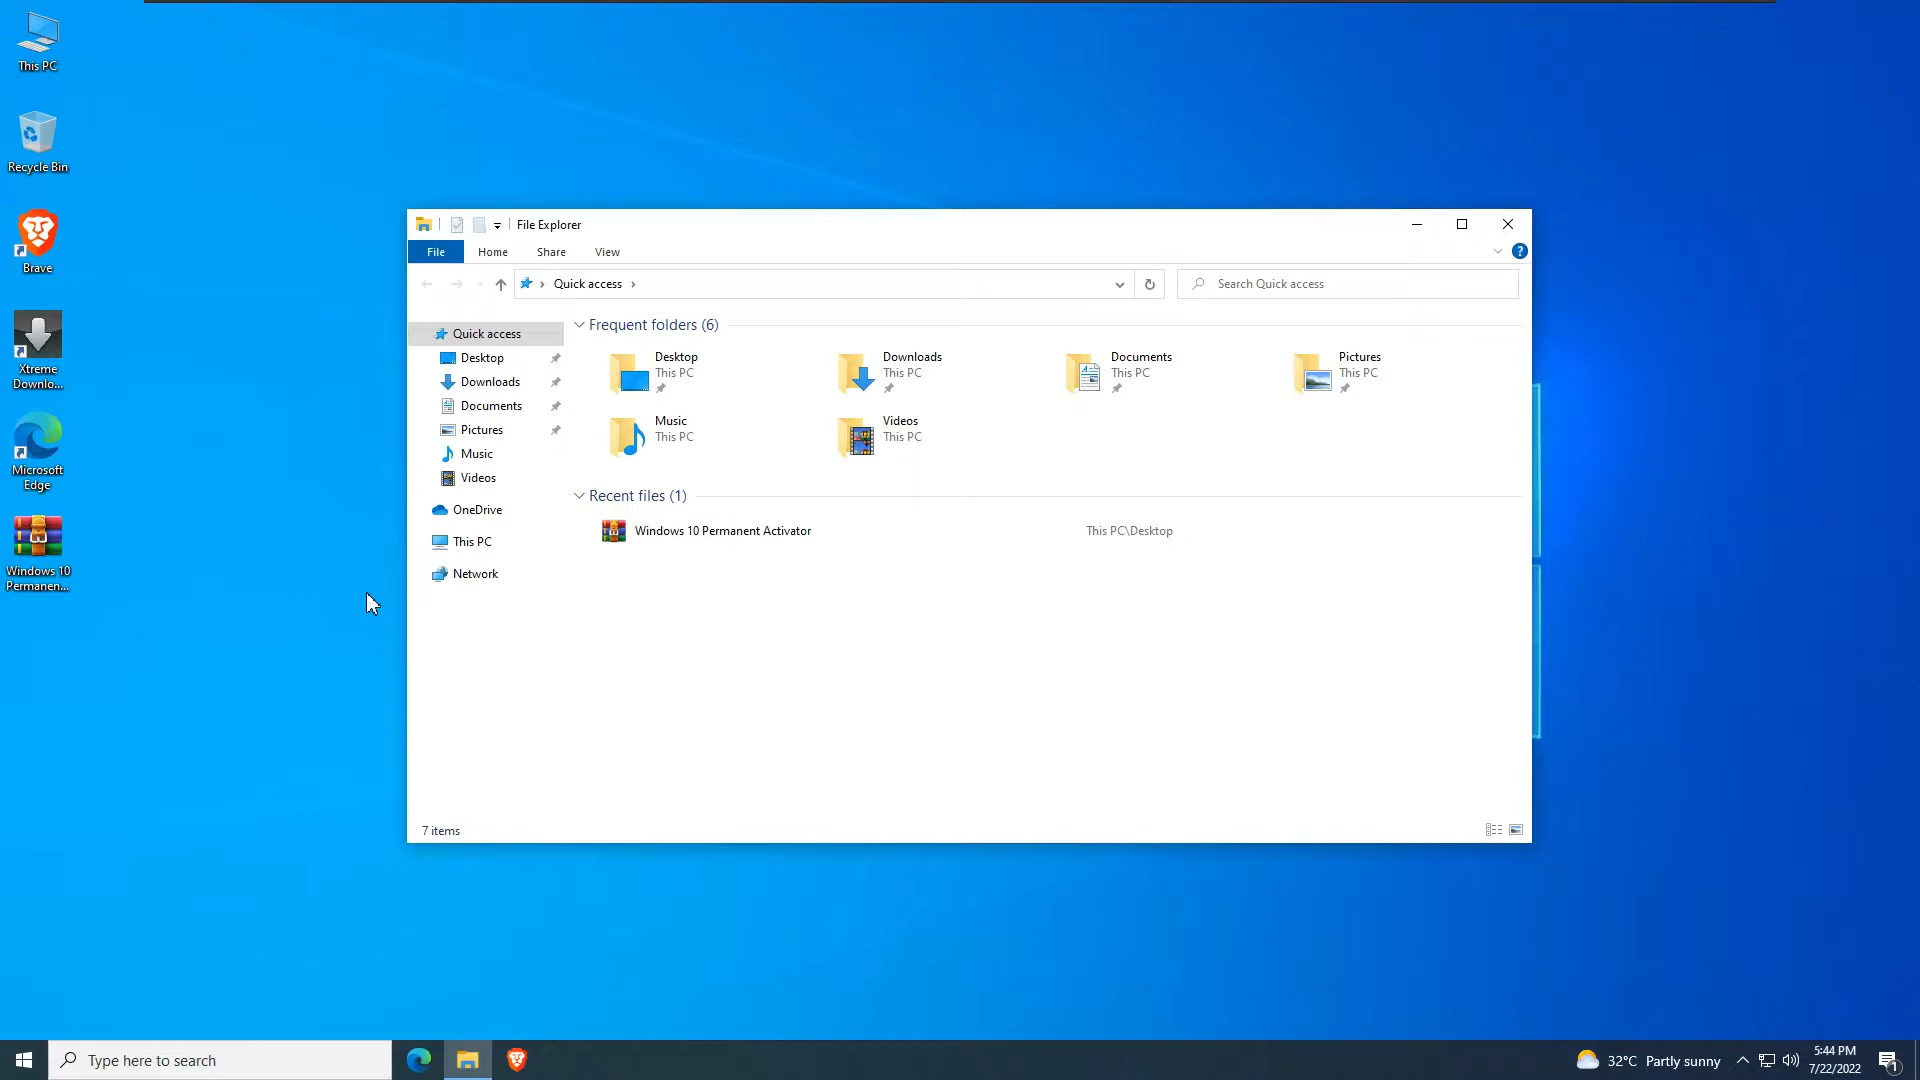 This PC
Recycle Bin
Brave
Xtreme
Downlo...
Microsoft
Edge
Windows 10
Permanen...
File Explorer
File Home Share View
?
Quick access
Search Quick access
Quick access
Desktop
Downloads
Documents
Pictures
Music
Videos
OneDrive
This PC
Network
Frequent folders (6)
Desktop
This PC
Downloads
This PC
Documents
This PC
Pictures
This PC
Music
This PC
Videos
This PC
Recent files (1)
Windows 10 Permanent Activator This PC\Desktop
7 items
Type here to search
32°C Partly sunny
5:44 PM
7/22/2022
1